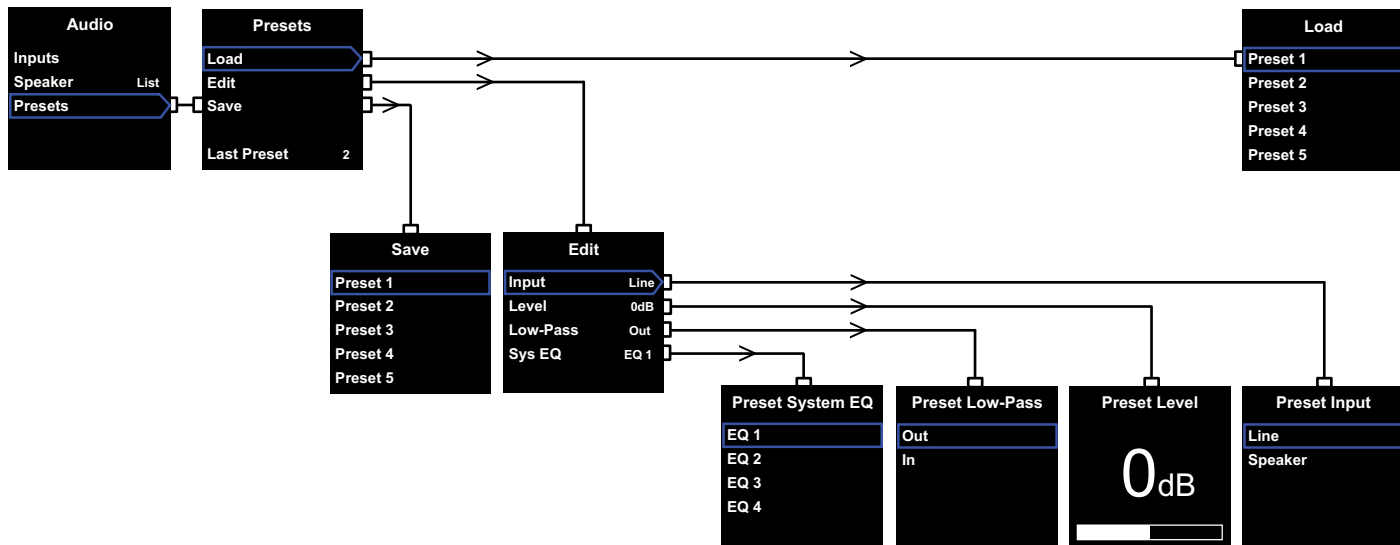 Audio
Inputs
Speaker List
Presets
Presets
Load
Edit
Save
Last Preset 2
Load
Preset 1
Preset 2
Preset 3
Preset 4
Preset 5
Save
Preset 1
Preset 2
Preset 3
Preset 4
Preset 5
Edit
Input Line
Level 0dB
Low-Pass Out
Sys EQ EQ 1
Preset System EQ
EQ 1
EQ 2
EQ 3
EQ 4
Preset Low-Pass
Out
In
Preset Level
0dB
Preset Input
Line
Speaker